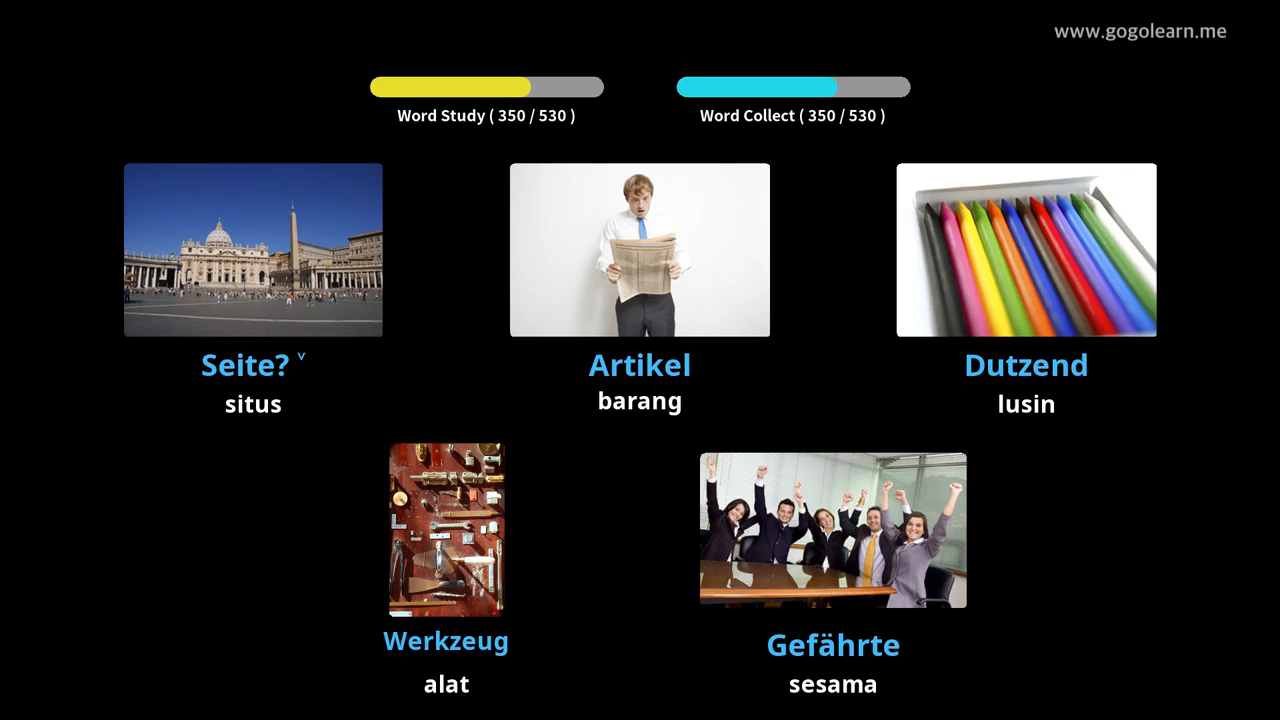 www.gogolearn.me
Word Study ( 350 / 530 )
Word Collect ( 350 / 530 )
Seite? ˅
situs
Artikel
barang
Dutzend
lusin
Werkzeug
alat
Gefährte
sesama